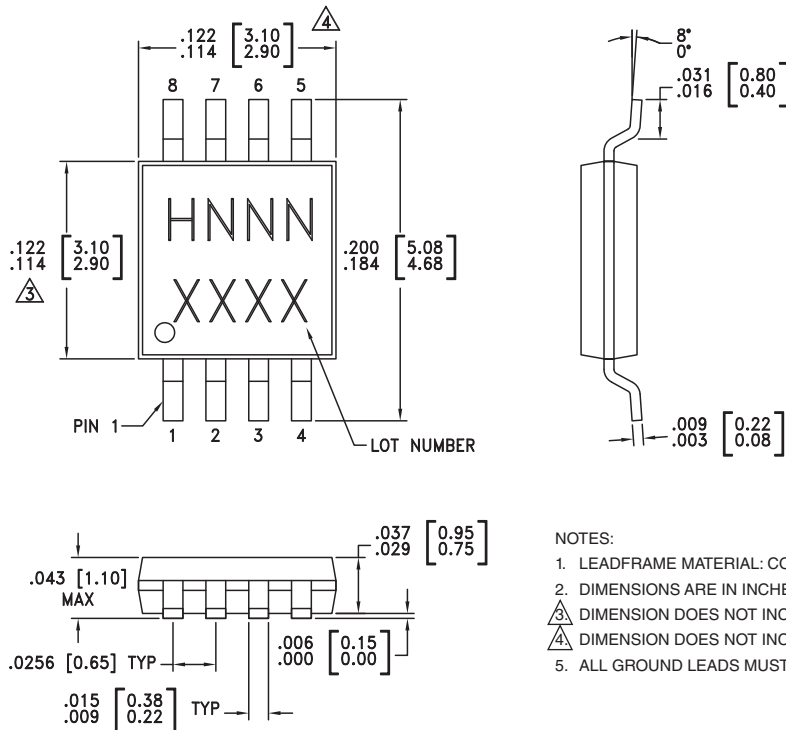 .122 [3.10]
.114 [2.90]
4
8 7 6 5
HNNN
XXXX
.122 [3.10]
.114 [2.90]
3
.200 [5.08]
.184 [4.68]
PIN 1
1 2 3 4
LOT NUMBER
8°
0°
.031 [0.80]
.016 [0.40]
.009 [0.22]
.003 [0.08]
.037 [0.95]
.029 [0.75]
.043 [1.10]
MAX
.0256 [0.65] TYP
.006 [0.15]
.000 [0.00]
.015 [0.38] TYP
.009 [0.22]
NOTES:
1. LEADFRAME MATERIAL: CO
2. DIMENSIONS ARE IN INCHE
3. DIMENSION DOES NOT INC
4. DIMENSION DOES NOT INC
5. ALL GROUND LEADS MUST